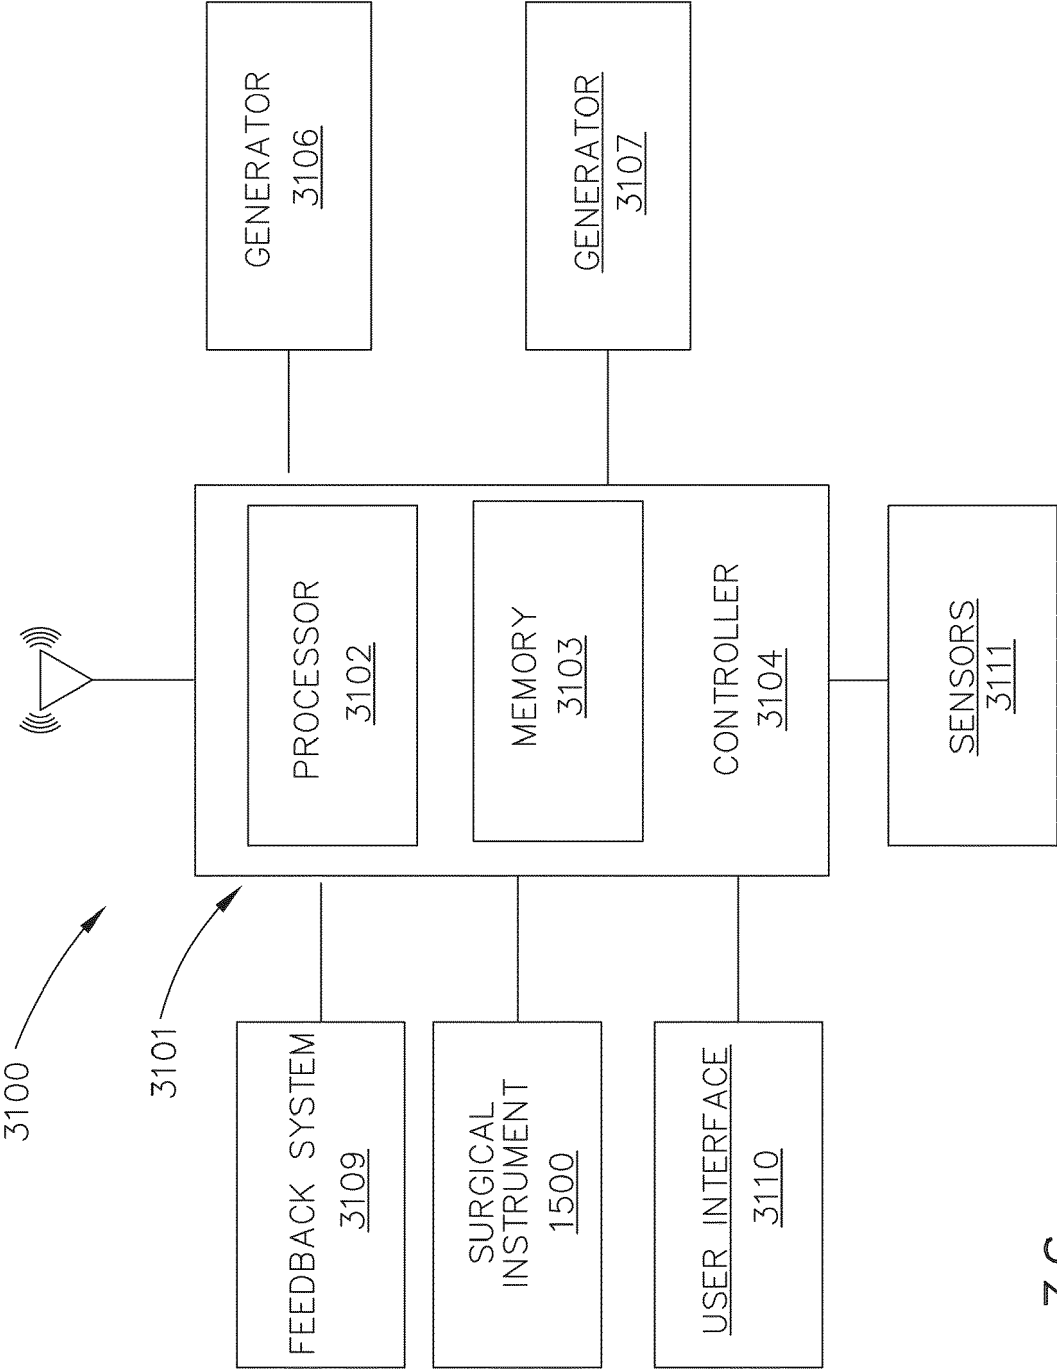 3100
3101
FEEDBACK SYSTEM
3109
PROCESSOR
3102
GENERATOR
3106
SURGICAL
INSTRUMENT
1500
MEMORY
3103
GENERATOR
3107
USER INTERFACE
3110
CONTROLLER
3104
SENSORS
3111